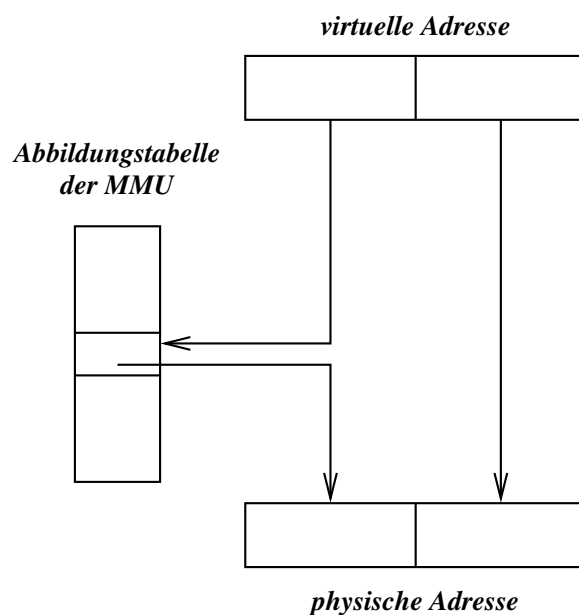 virtuelle Adresse
Abbildungstabelle
der MMU
physische Adresse